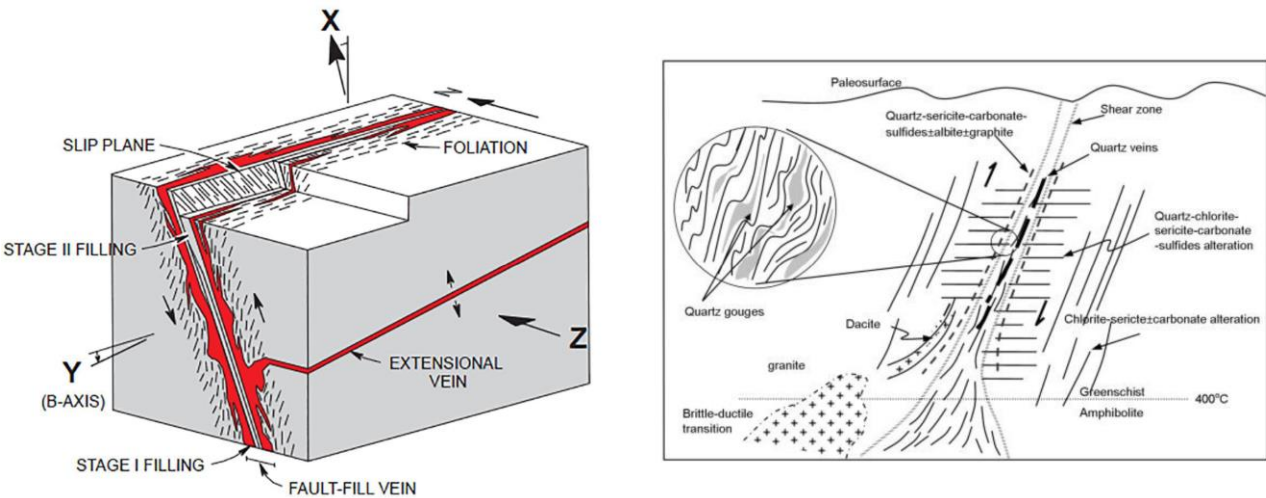 X
N
SLIP PLANE
FOLIATION
STAGE II FILLING
Z
Y
(B-AXIS)
EXTENSIONAL
VEIN
STAGE I FILLING
FAULT-FILL VEIN
Paleosurface
Quartz-sericite-carbonate-
sulfides±albite±graphite
Shear zone
Quartz veins
Quartz-chlorite-
sericite-carbonate
-sulfides alteration
Quartz gouges
Dacite
Chlorite-sericte±carbonate alteration
granite
Greenschist
Amphibolite
400°C
Brittle-ductile
transition